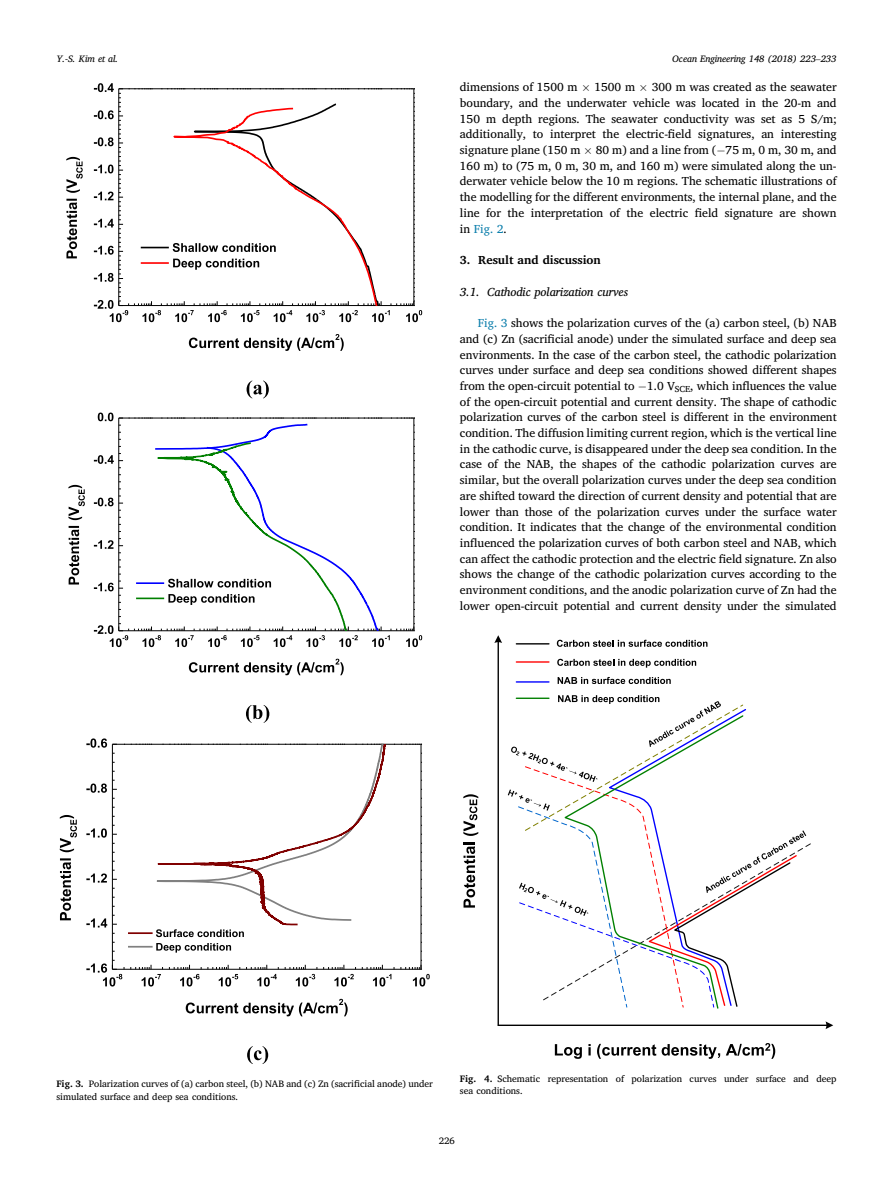 Y.-S. Kim et al.
Ocean Engineering 148 (2018) 223–233
-0.4
-0.6
-0.8
-1.0
-1.2
-1.4
-1.6
-1.8
-2.0
Potential (VSCE)
Shallow condition
Deep condition
10-9 10-8 10-7 10-6 10-5 10-4 10-3 10-2 10-1 100
Current density (A/cm2)
(a)
0.0
-0.4
-0.8
-1.2
-1.6
-2.0
Potential (VSCE)
Shallow condition
Deep condition
10-9 10-8 10-7 10-6 10-5 10-4 10-3 10-2 10-1 100
Current density (A/cm2)
(b)
-0.6
-0.8
-1.0
-1.2
-1.4
-1.6
Potential (VSCE)
Surface condition
Deep condition
10-8 10-7 10-6 10-5 10-4 10-3 10-2 10-1 100
Current density (A/cm2)
(c)
Fig. 3. Polarization curves of (a) carbon steel, (b) NAB and (c) Zn (sacrificial anode) under
simulated surface and deep sea conditions.
dimensions of 1500 m × 1500 m × 300 m was created as the seawater
boundary, and the underwater vehicle was located in the 20-m and
150 m depth regions. The seawater conductivity was set as 5 S/m;
additionally, to interpret the electric-field signatures, an interesting
signature plane (150 m × 80 m) and a line from (−75 m, 0 m, 30 m, and
160 m) to (75 m, 0 m, 30 m, and 160 m) were simulated along the un-
derwater vehicle below the 10 m regions. The schematic illustrations of
the modelling for the different environments, the internal plane, and the
line for the interpretation of the electric field signature are shown
in Fig. 2.
3. Result and discussion
3.1. Cathodic polarization curves
Fig. 3 shows the polarization curves of the (a) carbon steel, (b) NAB
and (c) Zn (sacrificial anode) under the simulated surface and deep sea
environments. In the case of the carbon steel, the cathodic polarization
curves under surface and deep sea conditions showed different shapes
from the open-circuit potential to −1.0 VSCE, which influences the value
of the open-circuit potential and current density. The shape of cathodic
polarization curves of the carbon steel is different in the environment
condition. The diffusion limiting current region, which is the vertical line
in the cathodic curve, is disappeared under the deep sea condition. In the
case of the NAB, the shapes of the cathodic polarization curves are
similar, but the overall polarization curves under the deep sea condition
are shifted toward the direction of current density and potential that are
lower than those of the polarization curves under the surface water
condition. It indicates that the change of the environmental condition
influenced the polarization curves of both carbon steel and NAB, which
can affect the cathodic protection and the electric field signature. Zn also
shows the change of the cathodic polarization curves according to the
environment conditions, and the anodic polarization curve of Zn had the
lower open-circuit potential and current density under the simulated
Carbon steel in surface condition
Carbon steel in deep condition
NAB in surface condition
NAB in deep condition
Anodic curve of NAB
O2 + 2H2O + 4e- → 4OH-
H+ + e- → H
Anodic curve of Carbon steel
H2O + e- → H + OH-
Potential (VSCE)
Log i (current density, A/cm2)
Fig. 4. Schematic representation of polarization curves under surface and deep
sea conditions.
226